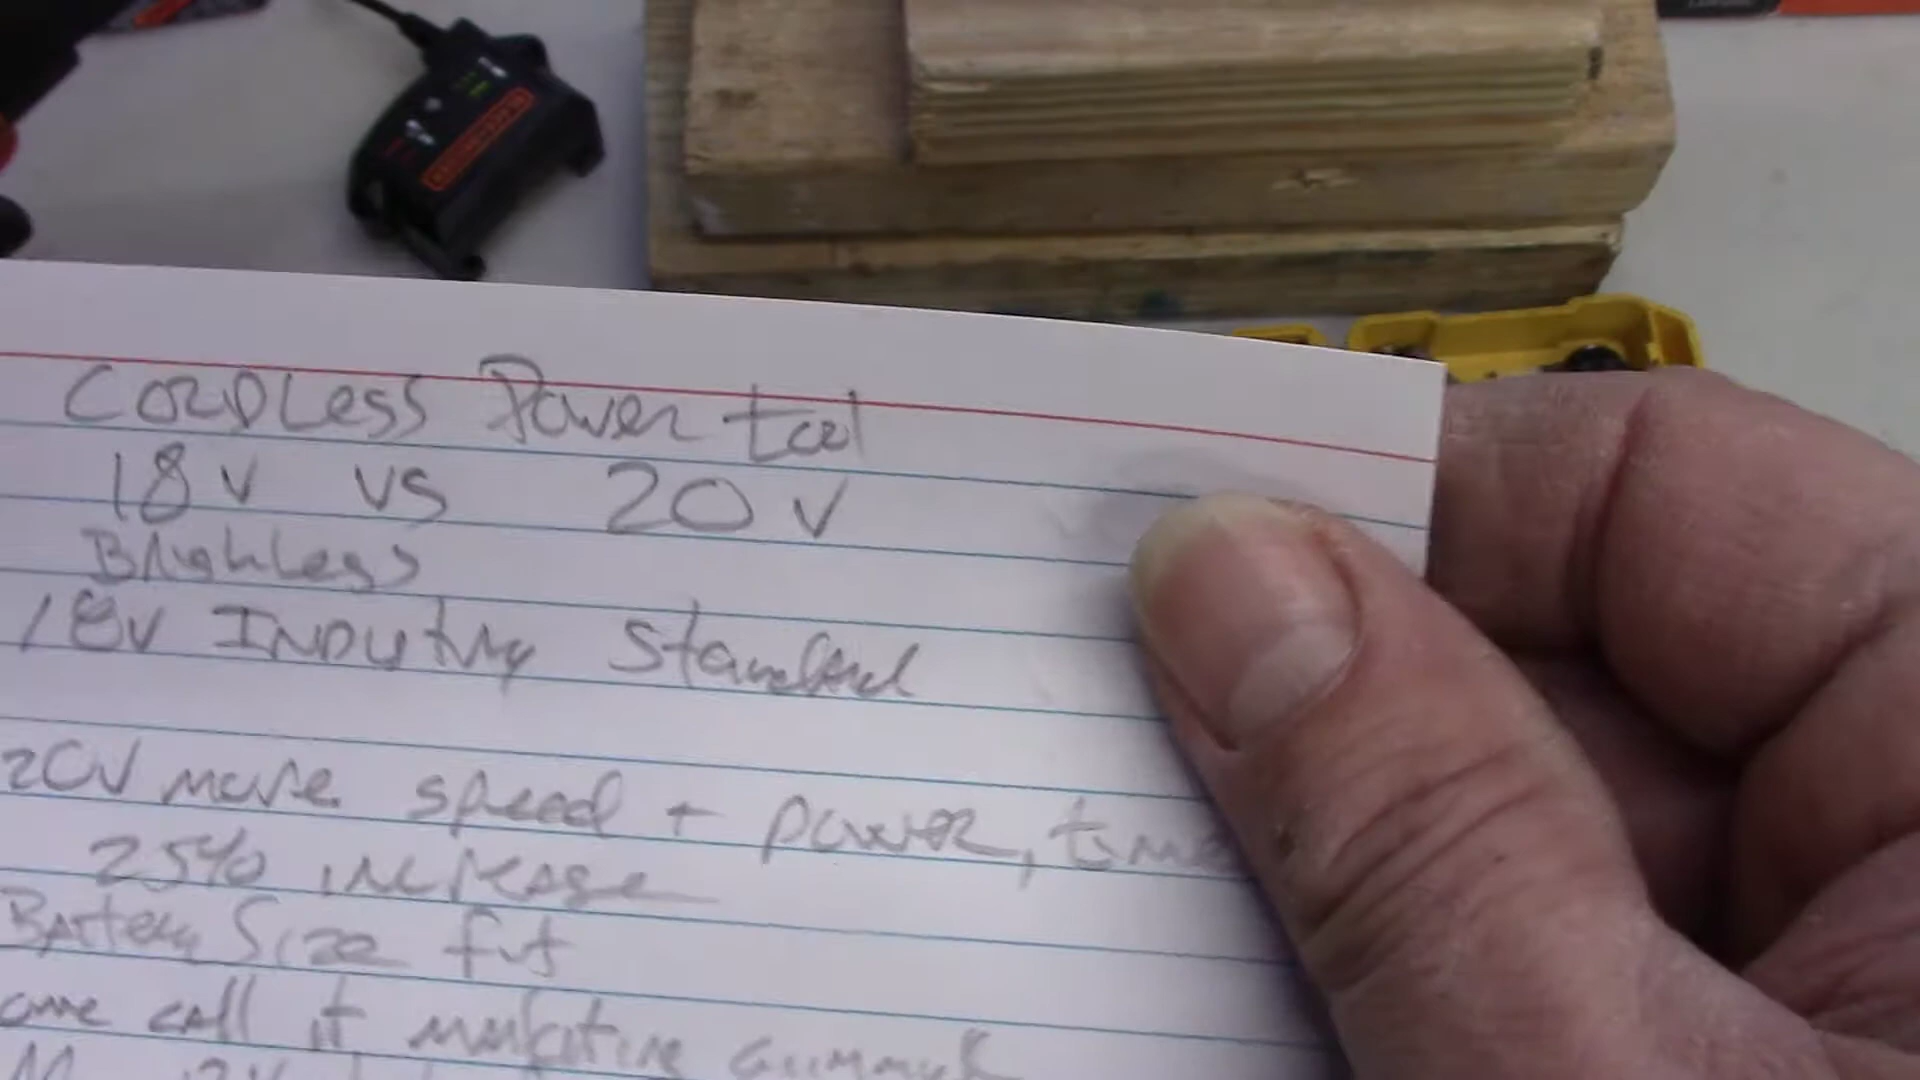 CORDLess Power tool
18V VS 20V
BRUSHLess
18V INDUSTRY Standard
20V more speed + power, time
25% increase
Battery Size fit
call it marketing Gimmick